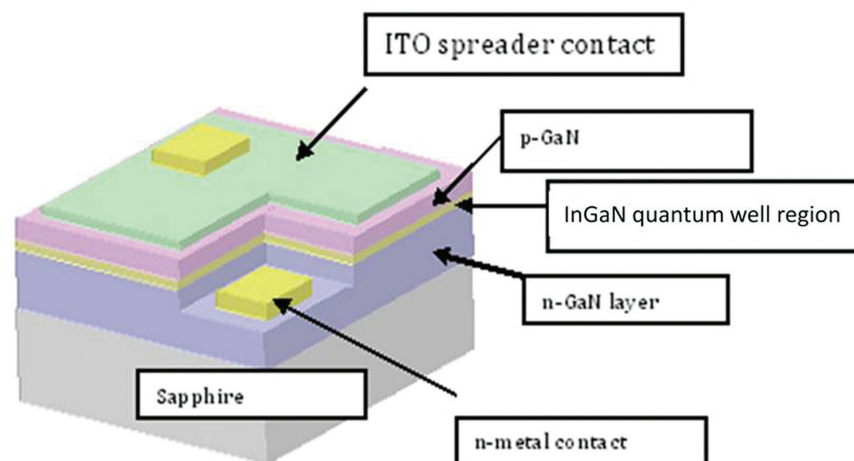 ITO spreader contact
p-GaN
InGaN quantum well region
n-GaN layer
Sapphire
n-metal contact